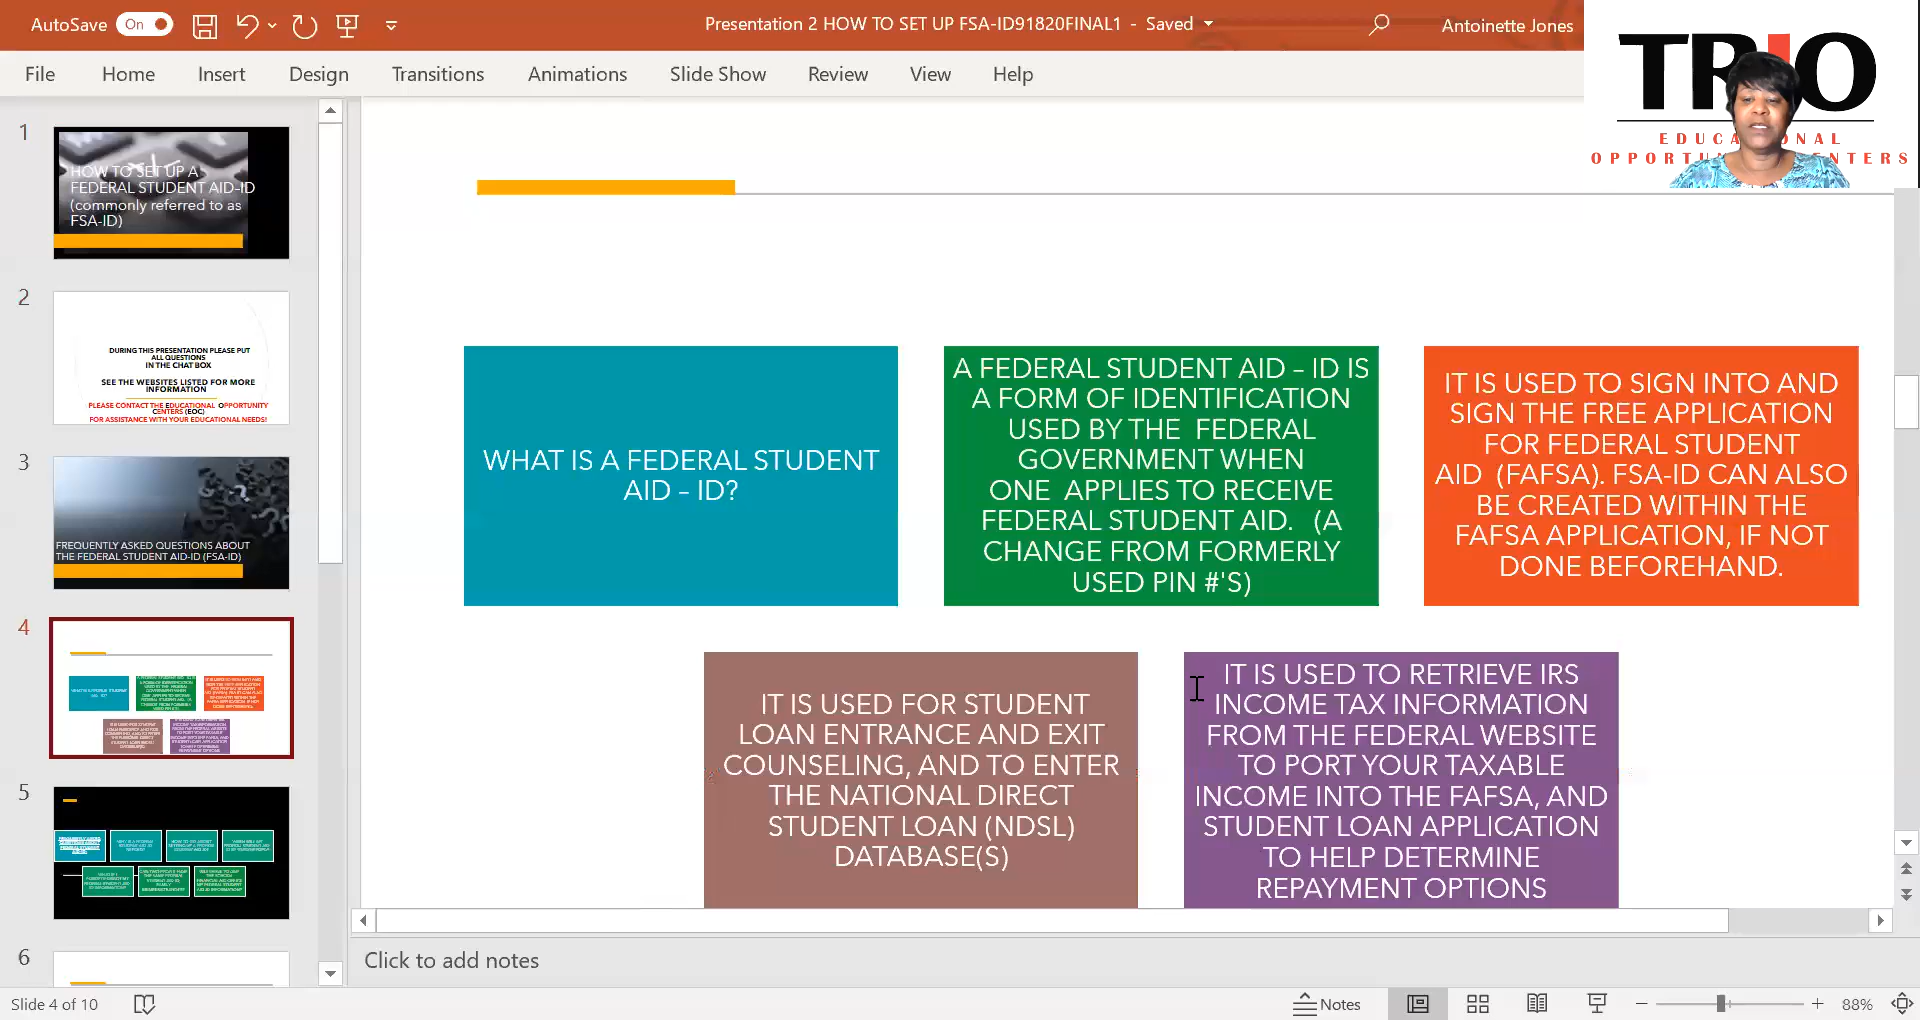 AutoSave On
Presentation 2 HOW TO SET UP FSA-ID91820FINAL1 - Saved
Antoinette Jones
File Home Insert Design Transitions Animations Slide Show Review View Help
TRIO
EDUCA ONAL
OPPORTU ENTERS
1
HOW TO SET UP A
FEDERAL STUDENT AID-ID
(commonly referred to as
FSA-ID)
2
DURING THIS PRESENTATION PLEASE PUT
ALL QUESTIONS
IN THE CHAT BOX
SEE THE WEBSITES LISTED FOR MORE
INFORMATION
PLEASE CONTACT THE EDUCATIONAL OPPORTUNITY
CENTERS (EOC)
FOR ASSISTANCE WITH YOUR EDUCATIONAL NEEDS!
3
FREQUENTLY ASKED QUESTIONS ABOUT
THE FEDERAL STUDENT AID-ID (FSA-ID)
4
5
6
WHAT IS A FEDERAL STUDENT
AID – ID?
A FEDERAL STUDENT AID – ID IS
A FORM OF IDENTIFICATION
USED BY THE FEDERAL
GOVERNMENT WHEN
ONE APPLIES TO RECEIVE
FEDERAL STUDENT AID. (A
CHANGE FROM FORMERLY
USED PIN #'S)
IT IS USED TO SIGN INTO AND
SIGN THE FREE APPLICATION
FOR FEDERAL STUDENT
AID (FAFSA). FSA-ID CAN ALSO
BE CREATED WITHIN THE
FAFSA APPLICATION, IF NOT
DONE BEFOREHAND.
IT IS USED FOR STUDENT
LOAN ENTRANCE AND EXIT
COUNSELING, AND TO ENTER
THE NATIONAL DIRECT
STUDENT LOAN (NDSL)
DATABASE(S)
IT IS USED TO RETRIEVE IRS
INCOME TAX INFORMATION
FROM THE FEDERAL WEBSITE
TO PORT YOUR TAXABLE
INCOME INTO THE FAFSA, AND
STUDENT LOAN APPLICATION
TO HELP DETERMINE
REPAYMENT OPTIONS
Click to add notes
Slide 4 of 10
Notes
88%